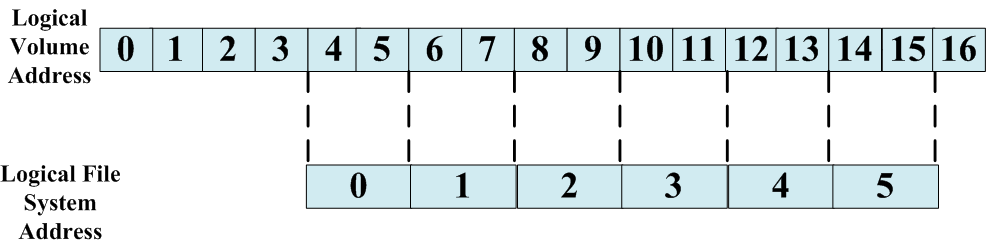 Logical
Volume
Address
0 1 2 3 4 5 6 7 8 9 10 11 12 13 14 15 16
Logical File
System
Address
0 1 2 3 4 5